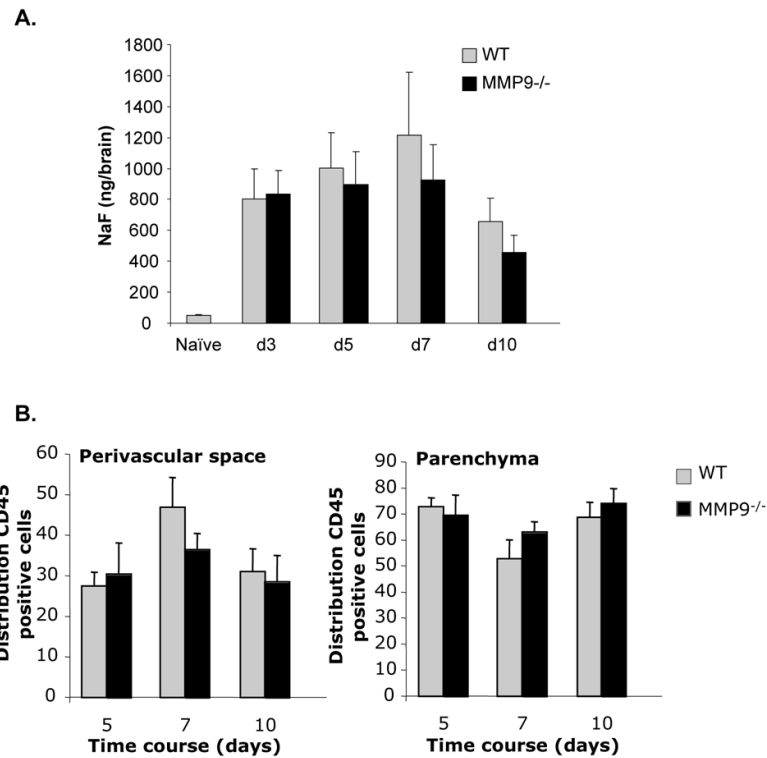 A.
NaF (ng/brain)
1800
1600
1400
1200
1000
800
600
400
200
0
Naïve d3 d5 d7 d10
WT
MMP9-/-
B.
Perivascular space
Distribution CD45
positive cells
60
50
40
30
20
10
0
5 7 10
Time course (days)
Parenchyma
Distribution CD45
positive cells
90
80
70
60
50
40
30
20
10
0
5 7 10
Time course (days)
WT
MMP9-/-